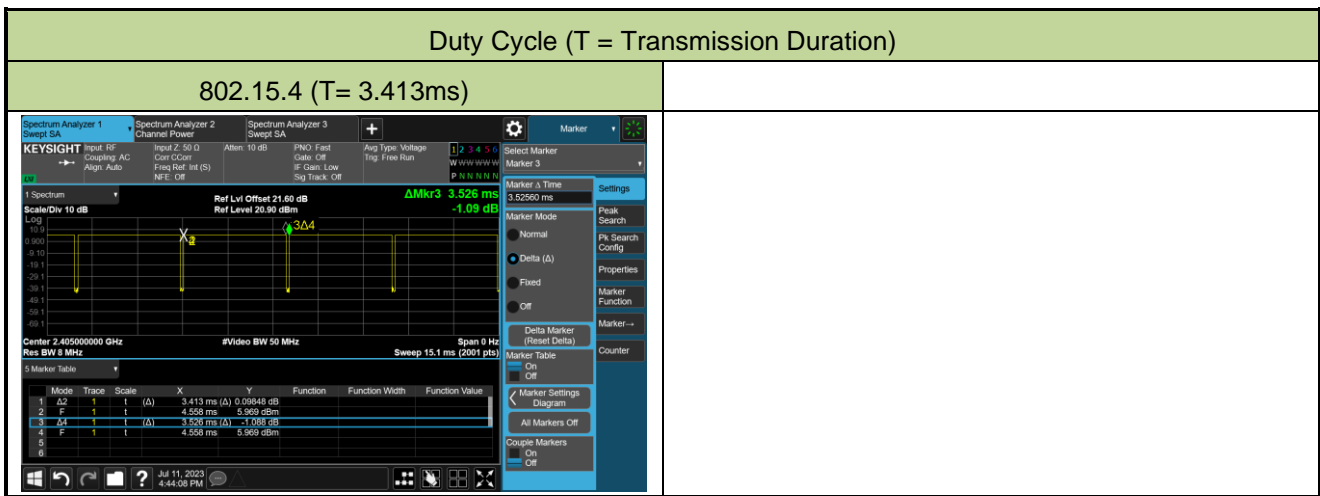 Duty Cycle (T = Transmission Duration)
802.15.4 (T= 3.413ms)
Spectrum Analyzer 1
Swept SA
Spectrum Analyzer 2
Channel Power
Spectrum Analyzer 3
Swept SA
+
Marker
KEYSIGHT
Input: RF
Coupling: AC
Align: Auto
Input Z: 50 Ω
Corr CCorr
Freq Ref: Int (S)
NFE: Off
Atten: 10 dB
PNO: Fast
Gate: Off
IF Gain: Low
Sig Track: Off
Avg Type: Voltage
Trig: Free Run
1 2 3 4 5 6
W W W W W W
P N N N N N
Select Marker
Marker 3
1 Spectrum
Scale/Div 10 dB
Ref Lvl Offset 21.60 dB
Ref Level 20.90 dBm
ΔMkr3 3.526 ms
-1.09 dB
Log
10.9
0.900
-9.10
-19.1
-29.1
-39.1
-49.1
-59.1
-69.1
3Δ4
Center 2.405000000 GHz
Res BW 8 MHz
#Video BW 50 MHz
Span 0 Hz
Sweep 15.1 ms (2001 pts)
5 Marker Table
Mode Trace Scale X Y Function Function Width Function Value
1 Δ2 1 t (Δ) 3.413 ms (Δ) 0.09848 dB
2 F 1 t 4.558 ms 5.969 dBm
3 Δ4 1 t (Δ) 3.526 ms (Δ) -1.088 dB
4 F 1 t 4.558 ms 5.969 dBm
5
6
Marker Δ Time
3.52560 ms
Marker Mode
Normal
Delta (Δ)
Fixed
Off
Delta Marker
(Reset Delta)
Marker Table
On
Off
Marker Settings
Diagram
All Markers Off
Couple Markers
On
Off
Settings
Peak
Search
Pk Search
Config
Properties
Marker
Function
Marker→
Counter
?
Jul 11, 2023
4:44:08 PM